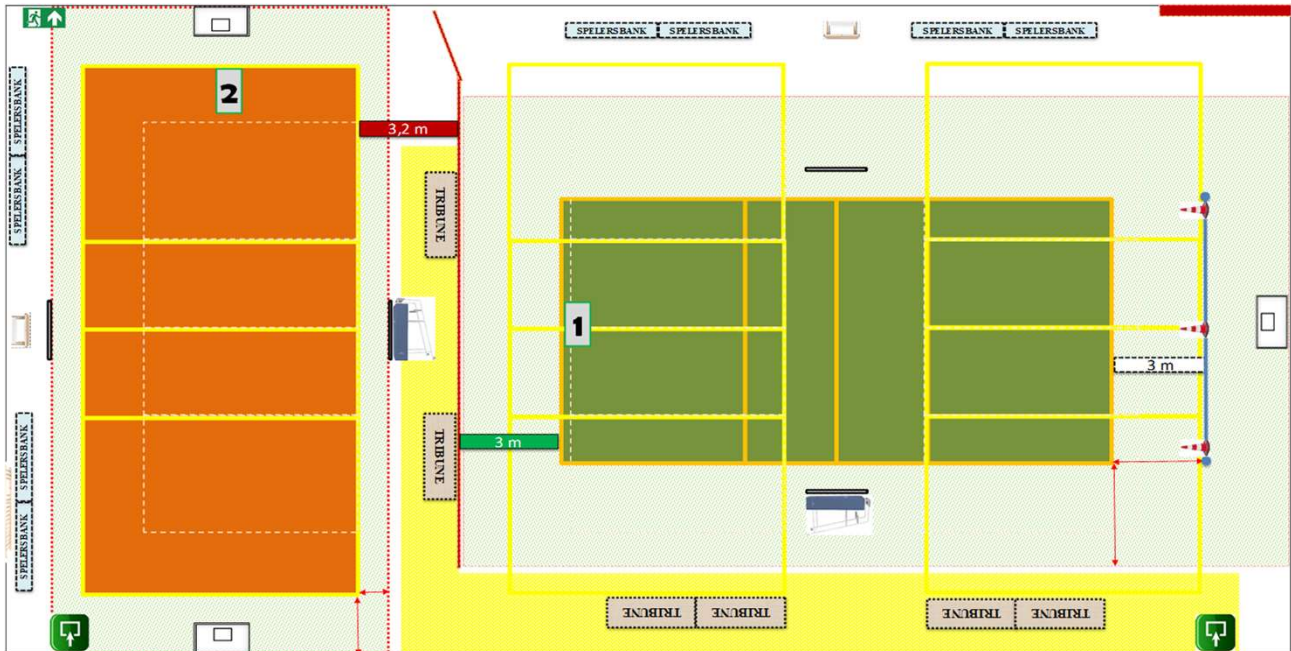 SPELERSBANK SPELERSBANK
SPELERSBANK SPELERSBANK
2
SPELERSBANK
SPELERSBANK
3,2 m
TRIBUNE
1
3 m
TRIBUNE
3 m
SPELERSBANK
SPELERSBANK
TRIBUNE TRIBUNE
TRIBUNE TRIBUNE